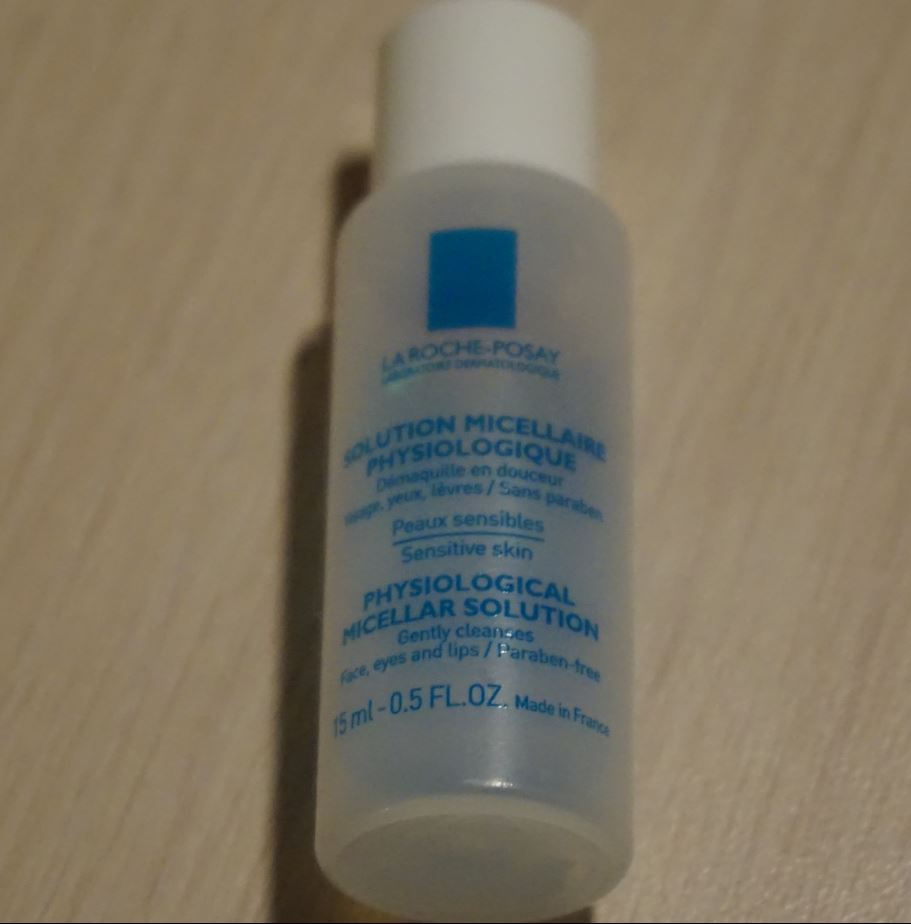 LA ROCHE-POSAY
LABORATOIRE DERMATOLOGIQUE
SOLUTION MICELLAIRE
PHYSIOLOGIQUE
Démaquille en douceur
Visage, yeux, lèvres / Sans paraben
Peaux sensibles
Sensitive skin
PHYSIOLOGICAL
MICELLAR SOLUTION
Gently cleanses
Face, eyes and lips / Paraben-free
15 ml - 0.5 FL.OZ. Made in France